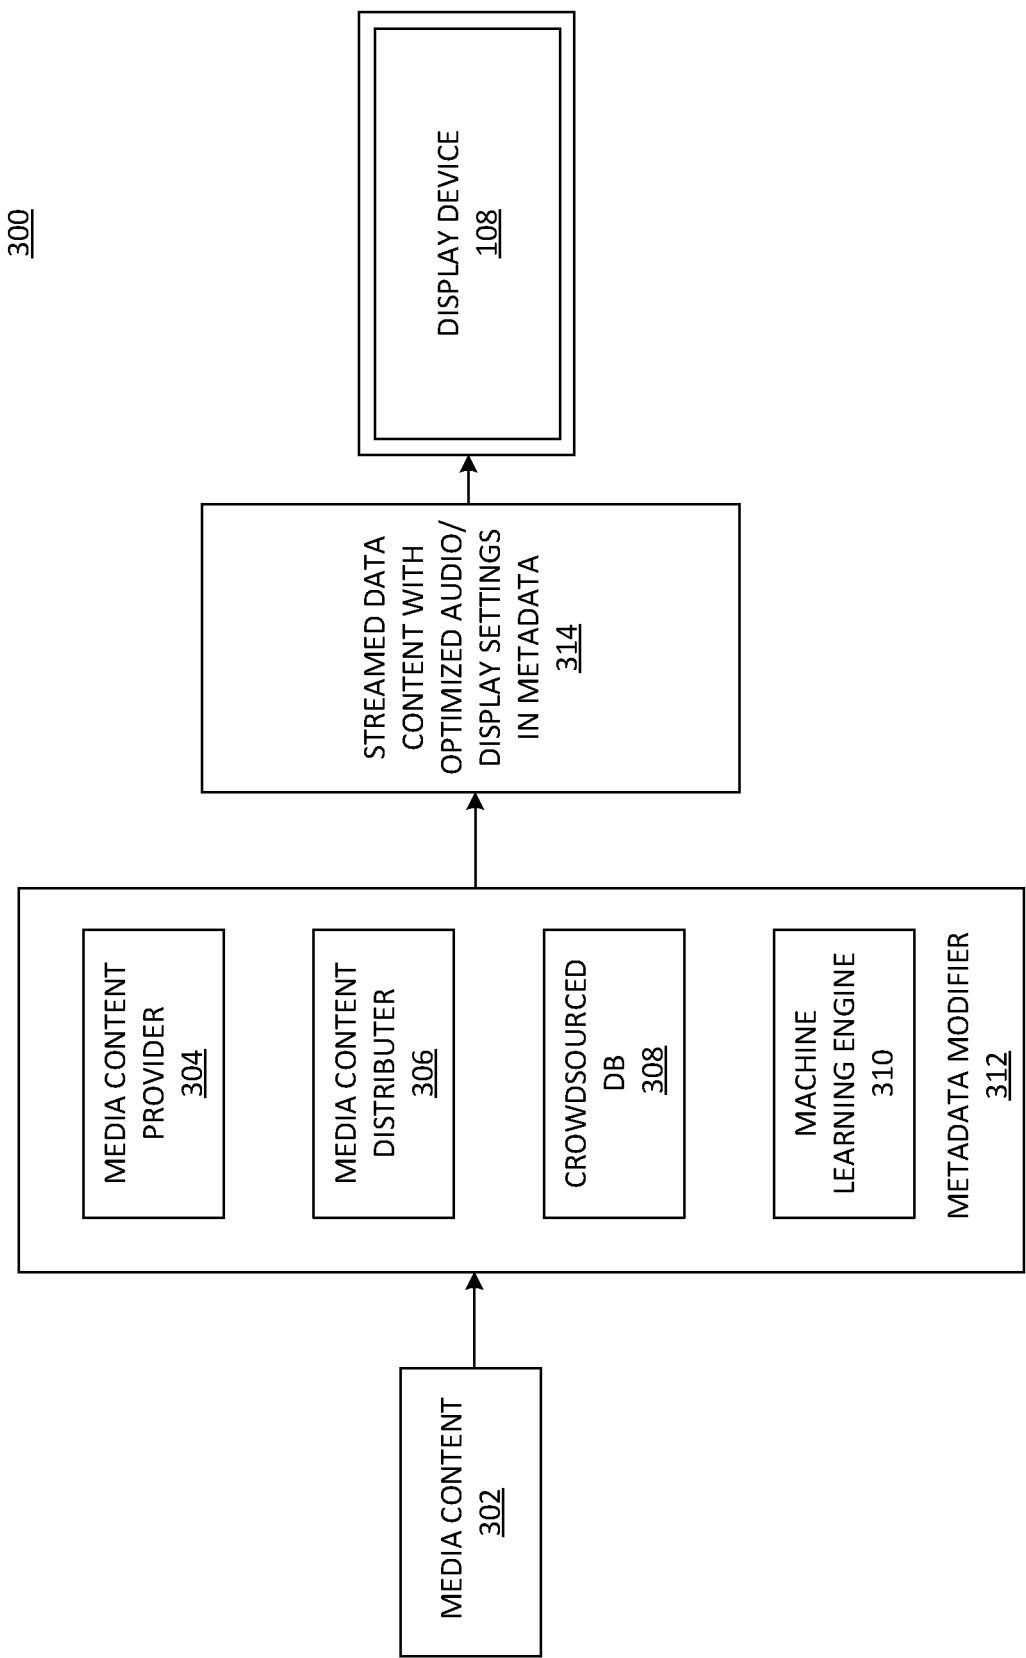 300
MEDIA CONTENT
302
MEDIA CONTENT
PROVIDER
304
MEDIA CONTENT
DISTRIBUTER
306
CROWDSOURCED
DB
308
MACHINE
LEARNING ENGINE
310
METADATA MODIFIER
312
STREAMED DATA
CONTENT WITH
OPTIMIZED AUDIO/
DISPLAY SETTINGS
IN METADATA
314
DISPLAY DEVICE
108